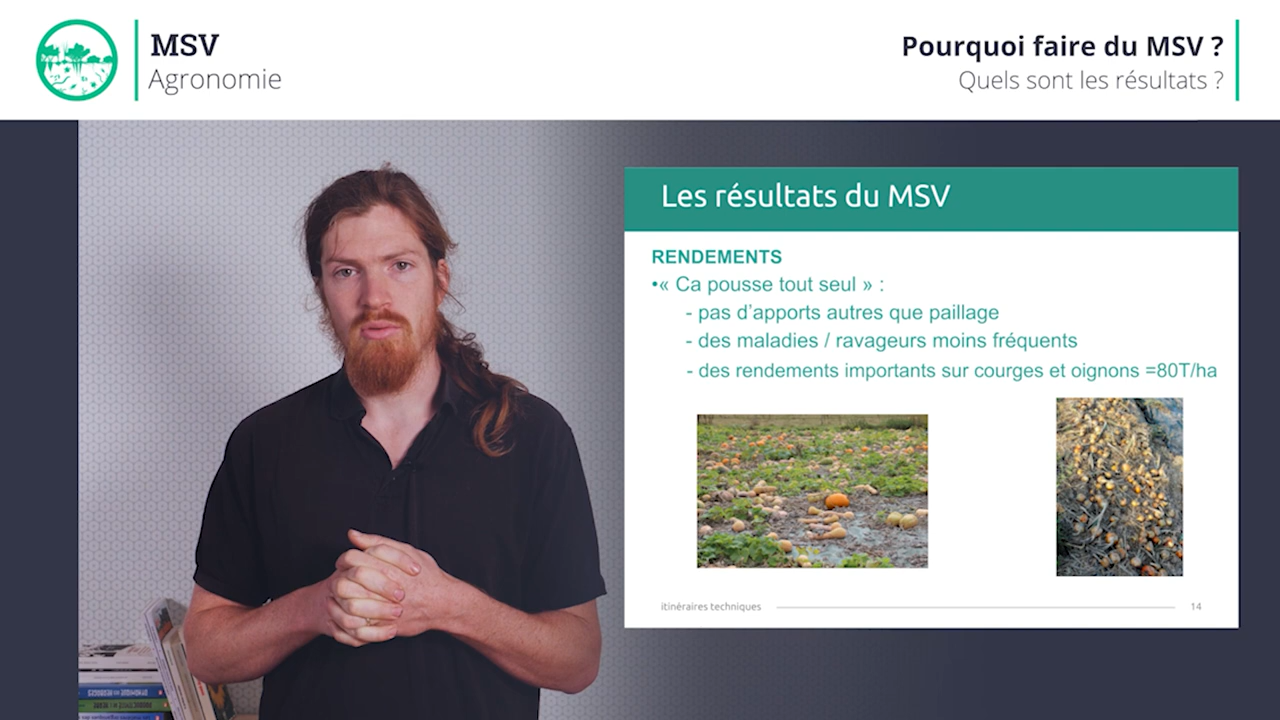 MSV
Agronomie
Pourquoi faire du MSV ?
Quels sont les résultats ?
Les résultats du MSV
RENDEMENTS
•« Ca pousse tout seul » :
- pas d'apports autres que paillage
- des maladies / ravageurs moins fréquents
- des rendements importants sur courges et oignons =80T/ha
itinéraires techniques
14